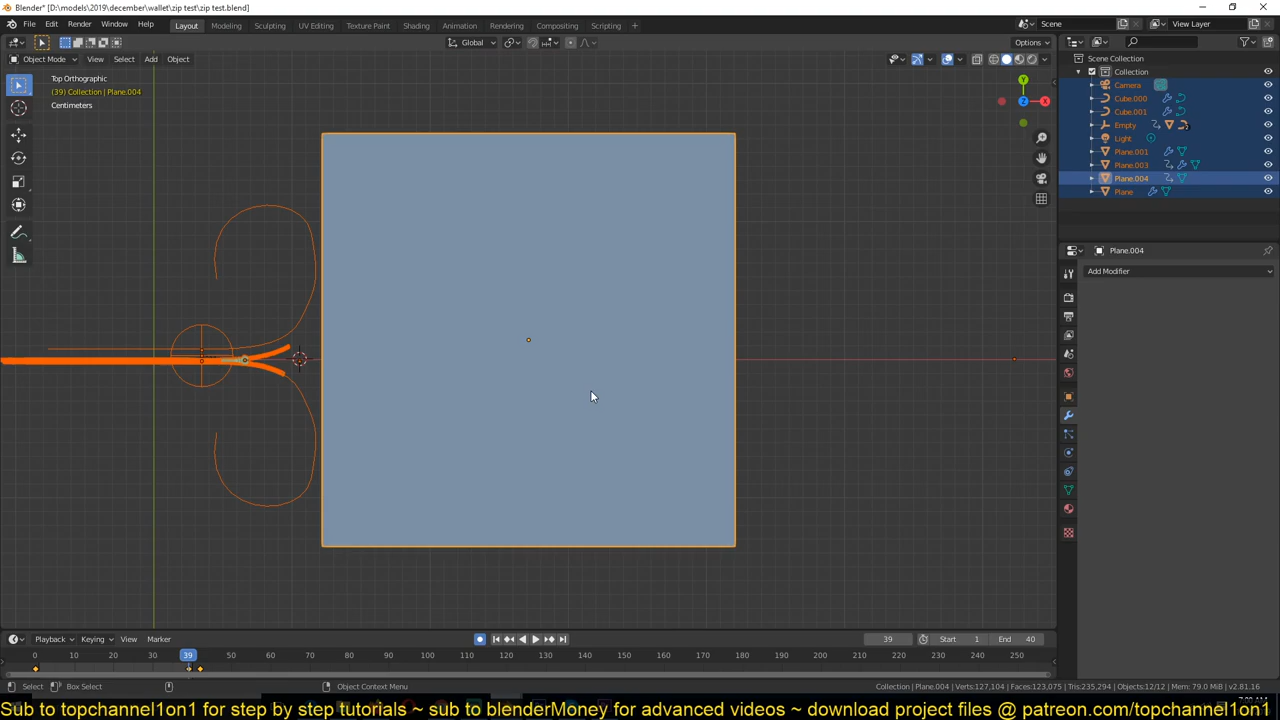 Blender* [D:\models\2019\december\wallet\zip test\zip test.blend]
File Edit Render Window Help Layout Modeling Sculpting UV Editing Texture Paint Shading Animation Rendering Compositing Scripting + Scene View Layer
Global Options
Object Mode View Select Add Object
Top Orthographic
(39) Collection | Plane.004
Centimeters
Y
X
Z
Scene Collection
Collection
Camera
Cube.000
Cube.001
Empty
Light
Plane.001
Plane.003
Plane.004
Plane
Plane.004
Add Modifier
Playback Keying View Marker 39 Start 1 End 40
0 10 20 30 39 50 60 70 80 90 100 110 120 130 140 150 160 170 180 190 200 210 220 230 240 250
Select Box Select Object Context Menu Collection | Plane.004 | Verts:127,104 | Faces:123,075 | Tris:235,294 | Objects:12/12 | Mem: 79.0 MiB | v2.81.16
Sub to topchannel1on1 for step by step tutorials ~ sub to blenderMoney for advanced videos ~ download project files @ patreon.com/topchannel1on1